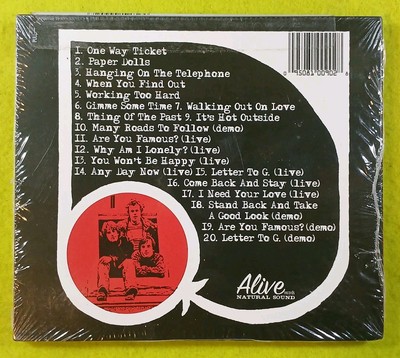 1. One Way Ticket
2. Paper Dolls
3. Hanging On The Telephone
4. When You Find Out
5. Working Too Hard
6. Gimme Some Time 7. Walking Out On Love
8. Thing Of The Past 9. It's Hot Outside
10. Many Roads To Follow (demo)
11. Are You Famous? (live)
12. Why Am I Lonely? (live)
13. You Won't Be Happy (live)
14. Any Day Now (live) 15. Letter To G. (live)
16. Come Back And Stay (live)
17. I Need Your Love (live)
18. Stand Back And Take
A Good Look (demo)
19. Are You Famous? (demo)
20. Letter To G. (demo)
Alive
NATURAL SOUND